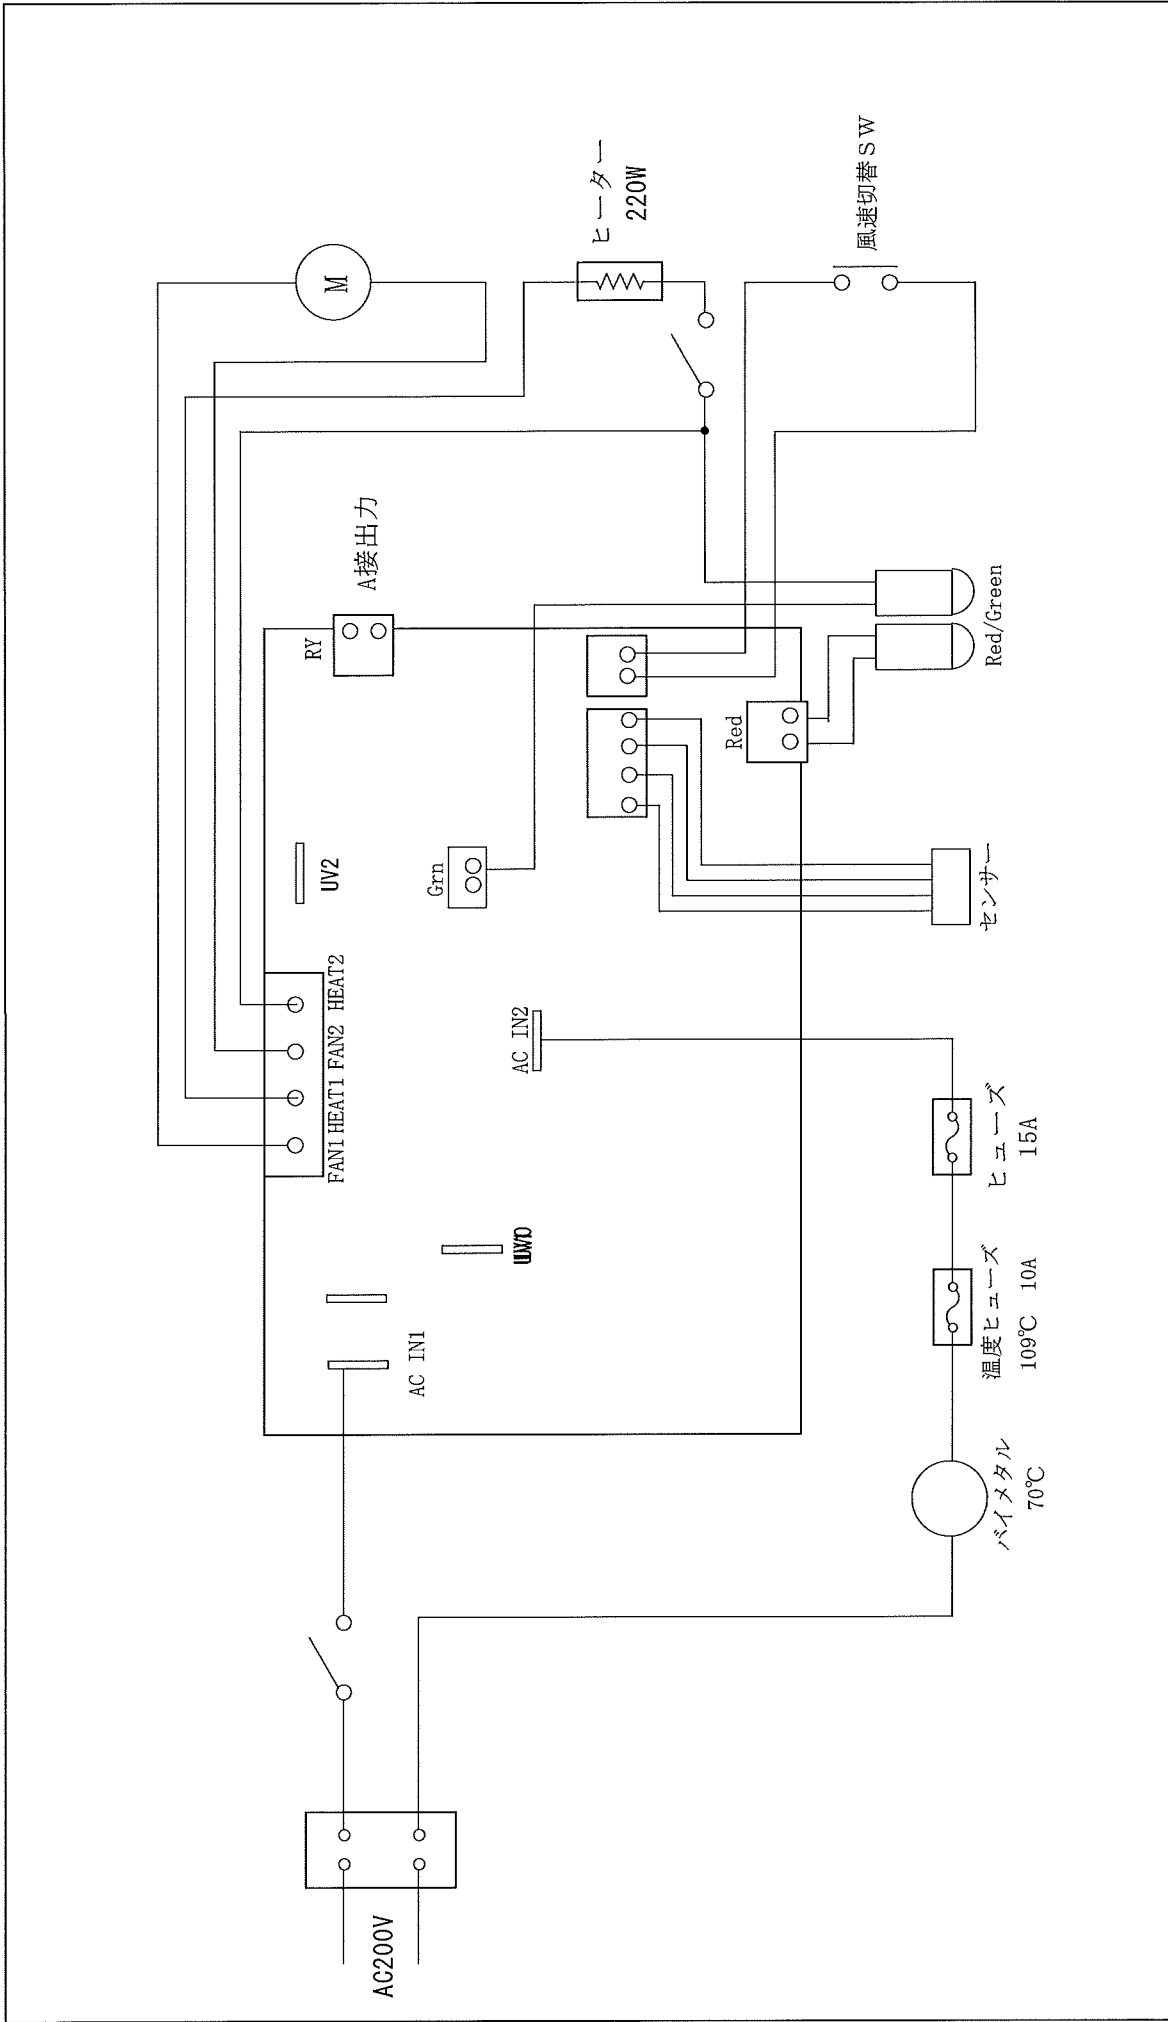 AC200V
AC IN1
FAN1 HEAT1 FAN2 HEAT2
UV2
Grn
AC IN2
RY
A接出力
M
ヒーター
220W
風速切替SW
Red
Red/Green
センサー
ヒューズ
15A
温度ヒューズ
109℃ 10A
バイメタル
70℃